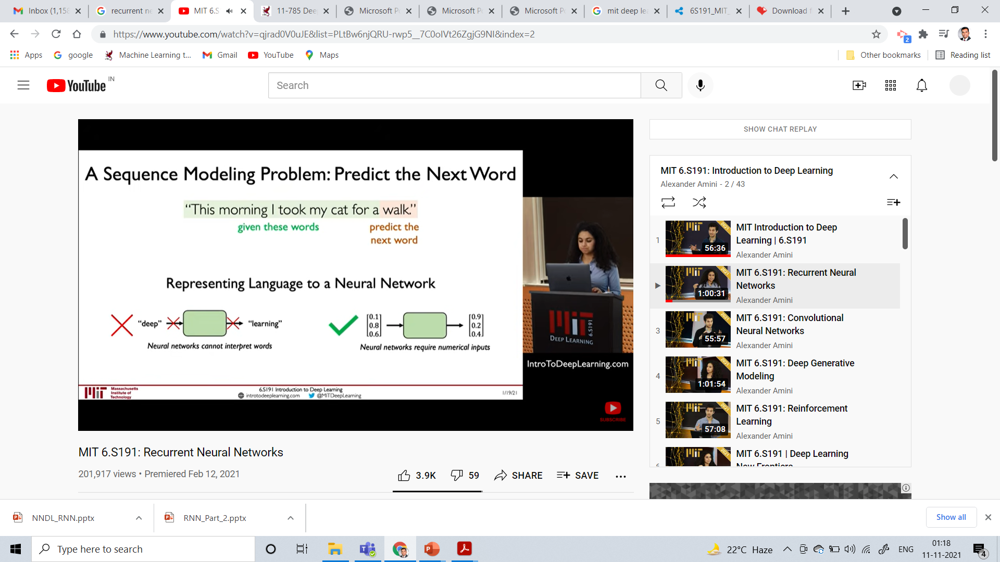 Inbox (1,158
recurrent ne
MIT 6.S
11-785 Dee
Microsoft P
Microsoft P
Microsoft P
mit deep le
6S191_MIT_
Download f
https://www.youtube.com/watch?v=qjrad0V0uJE&list=PLtBw6njQRU-rwp5__7C0oIVt26ZgjG9NI&index=2
2
Apps
google
Machine Learning t...
Gmail
YouTube
Maps
Other bookmarks
Reading list
YouTube IN
Search
A Sequence Modeling Problem: Predict the Next Word
“This morning I took my cat for a walk.”
given these words
predict the
next word
Representing Language to a Neural Network
“deep”
“learning”
Neural networks cannot interpret words
[0.1]
[0.8]
[0.6]
[0.9]
[0.2]
[0.4]
Neural networks require numerical inputs
MIT
Massachusetts
Institute of
Technology
6.S191 Introduction to Deep Learning
introtodeeplearning.com @MITDeepLearning
1/19/21
MIT 6.S191
DEEP LEARNING
IntroToDeepLearning.com
SUBSCRIBE
MIT 6.S191: Recurrent Neural Networks
201,917 views • Premiered Feb 12, 2021
3.9K
59
SHARE
SAVE
SHOW CHAT REPLAY
MIT 6.S191: Introduction to Deep Learning
Alexander Amini - 2 / 43
1
56:36
MIT Introduction to Deep
Learning | 6.S191
Alexander Amini
1:00:31
MIT 6.S191: Recurrent Neural
Networks
Alexander Amini
3
55:57
MIT 6.S191: Convolutional
Neural Networks
Alexander Amini
4
1:01:54
MIT 6.S191: Deep Generative
Modeling
Alexander Amini
5
57:08
MIT 6.S191: Reinforcement
Learning
Alexander Amini
6
MIT 6.S191 | Deep Learning
New Frontiers
NNDL_RNN.pptx
RNN_Part_2.pptx
Show all
Type here to search
22°C Haze
ENG
01:18
11-11-2021
4